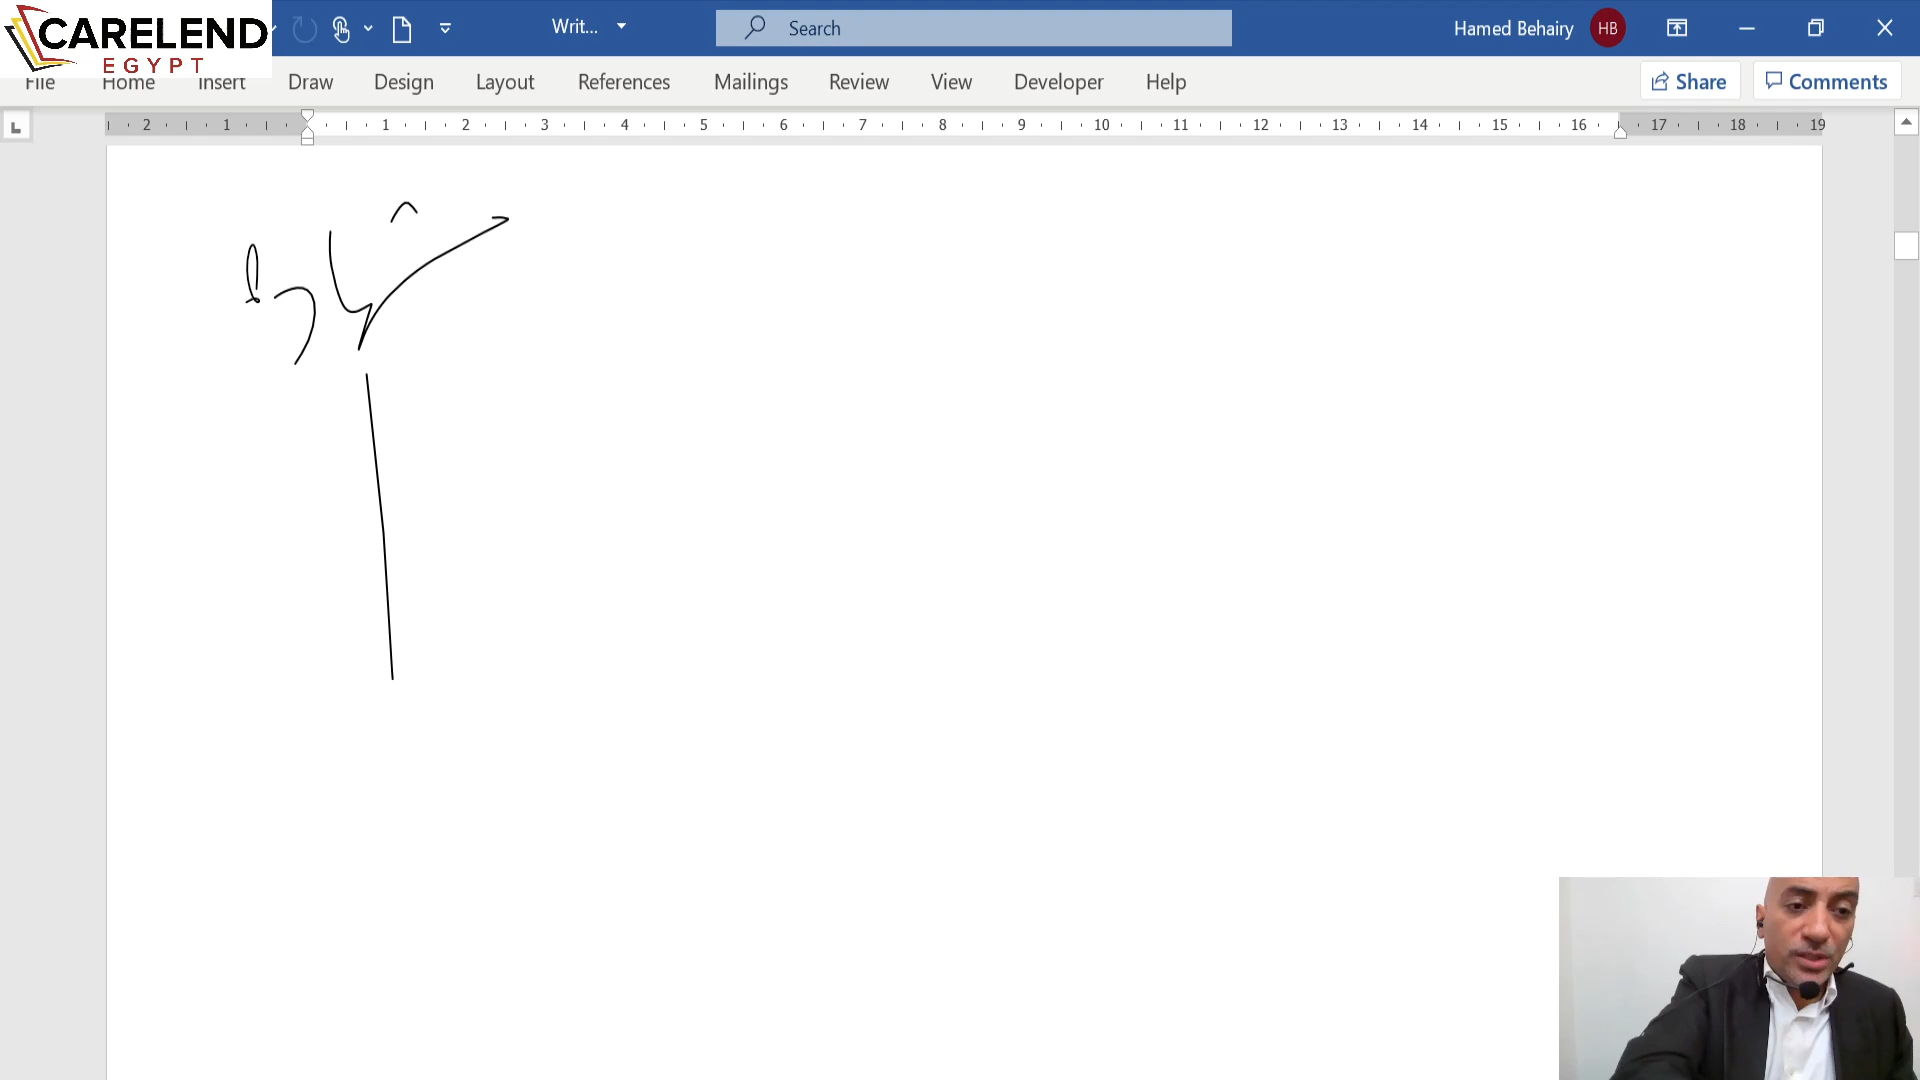 CARELEND
EGYPT
Writ...
Search
Hamed Behairy
HB
File Home Insert Draw Design Layout References Mailings Review View Developer Help
Share
Comments
2 1 1 2 3 4 5 6 7 8 9 10 11 12 13 14 15 16 17 18 19